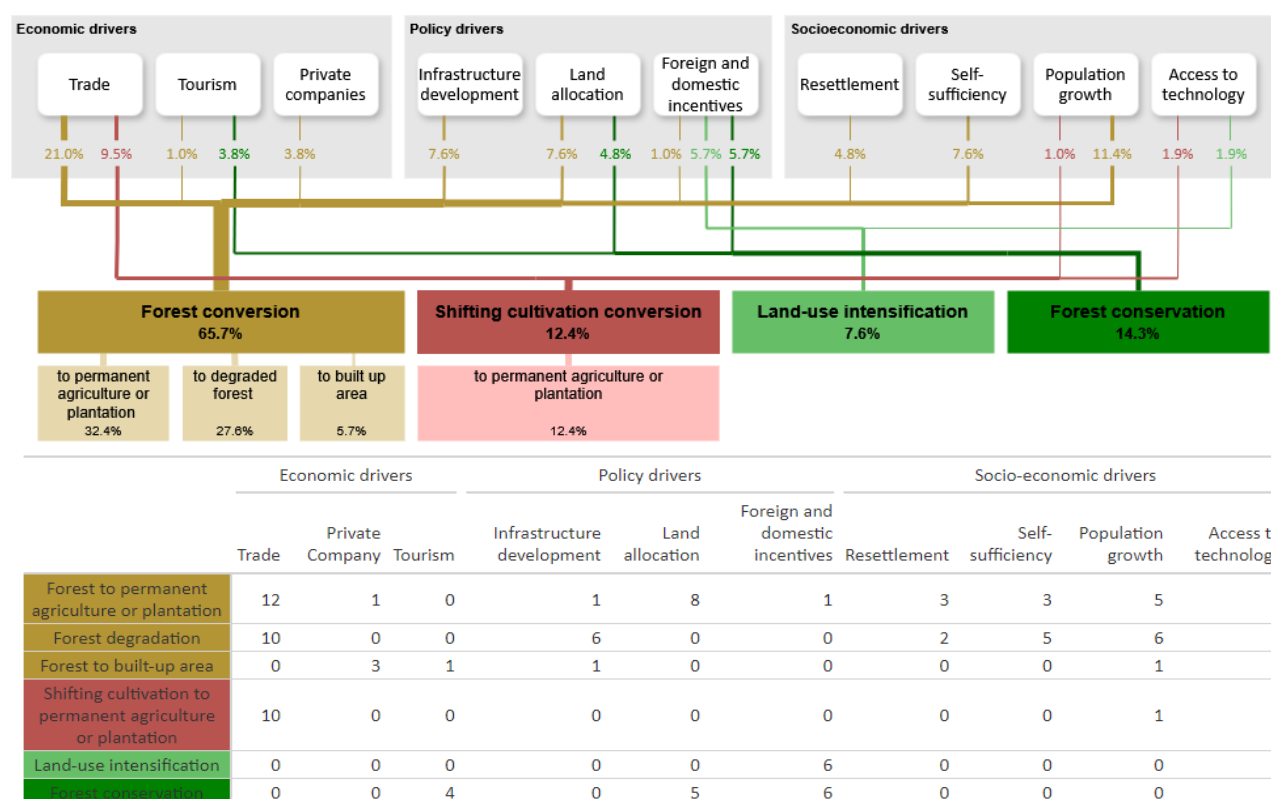 Economic drivers
Policy drivers
Socioeconomic drivers
Trade
Tourism
Private
companies
Infrastructure
development
Land
allocation
Foreign and
domestic
incentives
Resettlement
Self-
sufficiency
Population
growth
Access to
technology
21.0% 9.5% 1.0% 3.8% 3.8% 7.6% 7.6% 4.8% 1.0% 5.7% 5.7% 4.8% 7.6% 1.0% 11.4% 1.9% 1.9%
Forest conversion
65.7%
Shifting cultivation conversion
12.4%
Land-use intensification
7.6%
Forest conservation
14.3%
to permanent
agriculture or
plantation
32.4%
to degraded
forest
27.6%
to built up
area
5.7%
to permanent agriculture or
plantation
12.4%
Economic drivers Policy drivers Socio-economic drivers
Trade
Private
Company
Tourism
Infrastructure
development
Land
allocation
Foreign and
domestic
incentives
Resettlement
Self-
sufficiency
Population
growth
Access t
technolog
Forest to permanent
agriculture or plantation
12 1 0 1 8 1 3 3 5
Forest degradation 10 0 0 6 0 0 2 5 6
Forest to built-up area 0 3 1 1 0 0 0 0 1
Shifting cultivation to
permanent agriculture
or plantation
10 0 0 0 0 0 0 0 1
Land-use intensification 0 0 0 0 0 6 0 0 0
Forest conservation 0 0 4 0 5 6 0 0 0